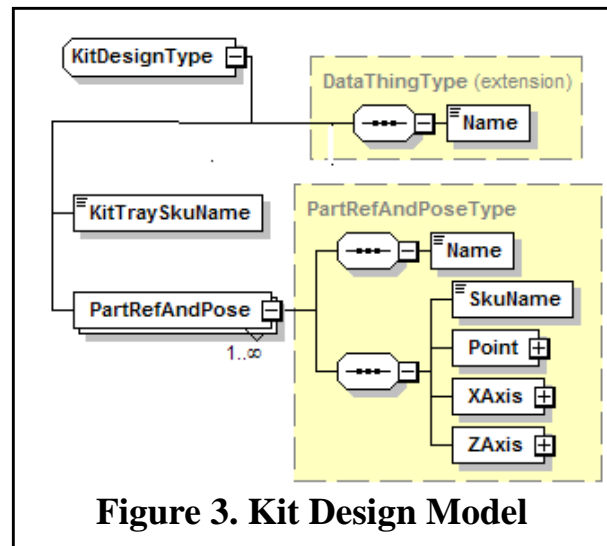 KitDesignType
DataThingType (extension)
Name
KitTraySkuName
PartRefAndPoseType
Name
PartRefAndPose
1..∞
SkuName
Point
XAxis
ZAxis
Figure 3. Kit Design Model